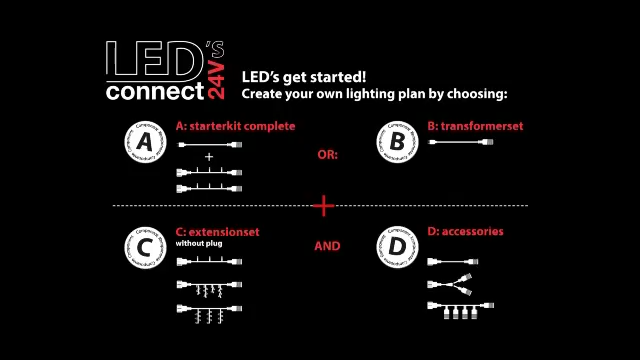 LED's
connect 24V
LED's get started!
Create your own lighting plan by choosing:
A
A: starterkit complete
+
OR:
B
B: transformerset
+
C
C: extensionset
without plug
AND
D
D: accessories